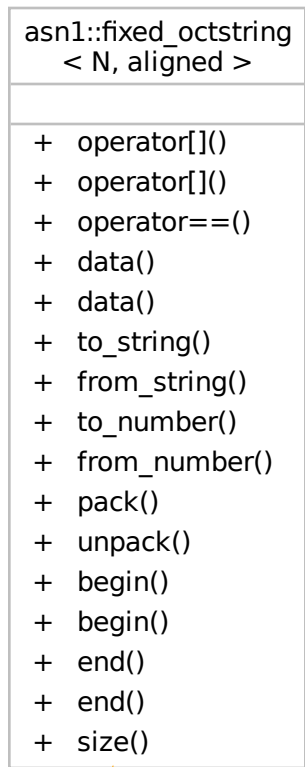 asn1::fixed_octstring
< N, aligned >
+ operator[]()
+ operator[]()
+ operator==()
+ data()
+ data()
+ to_string()
+ from_string()
+ to_number()
+ from_number()
+ pack()
+ unpack()
+ begin()
+ begin()
+ end()
+ end()
+ size()